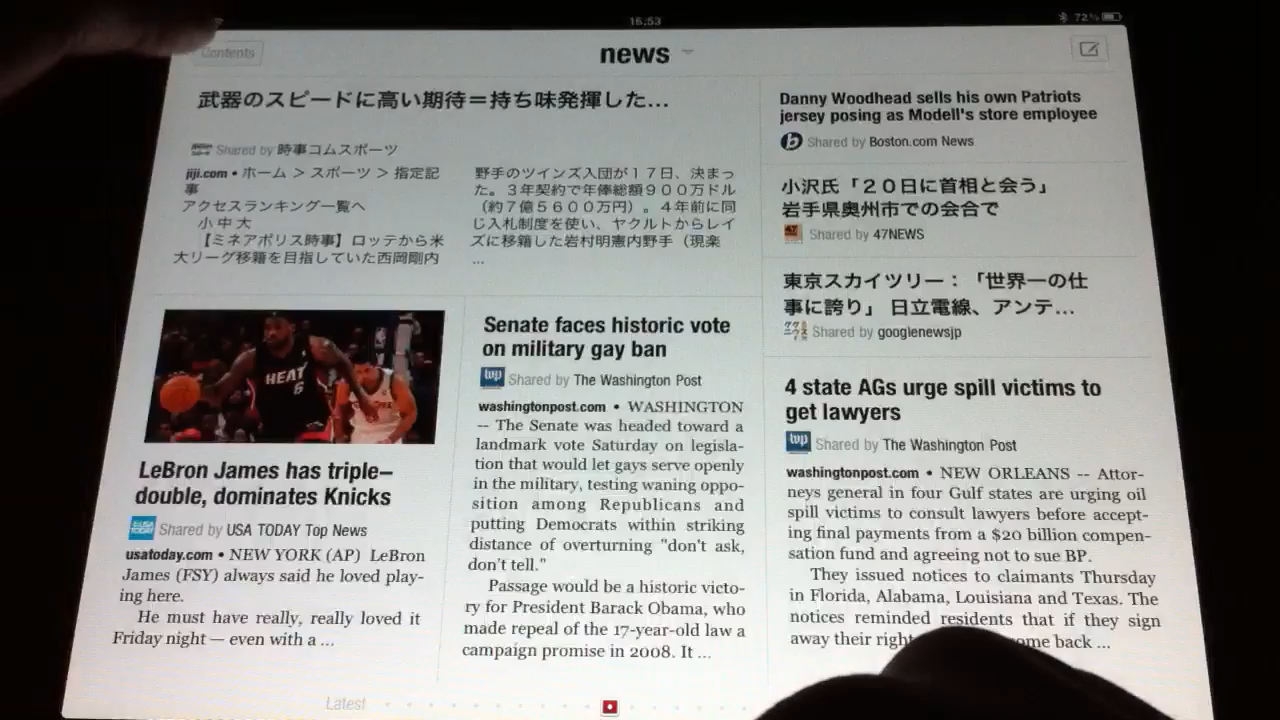 16:53
72%
Contents
news
武器のスピードに高い期待＝持ち味発揮した...
Shared by 時事コムスポーツ
jiji.com • ホーム > スポーツ > 指定記
事
アクセスランキング一覧へ
小 中 大
【ミネアポリス時事】ロッテから米
大リーグ移籍を目指していた西岡剛内
野手のツインズ入団が１７日、決まっ
た。３年契約で年俸総額９００万ドル
（約７億５６００万円）。４年前に同
じ入札制度を使い、ヤクルトからレイ
ズに移籍した岩村明憲内野手（現楽
...
Danny Woodhead sells his own Patriots
jersey posing as Modell's store employee
Shared by Boston.com News
小沢氏「２０日に首相と会う」
岩手県奥州市での会合で
47
Shared by 47NEWS
東京スカイツリー：「世界一の仕
事に誇り」 日立電線、アンテ...
Shared by googlenewsjp
LeBron James has triple–
double, dominates Knicks
USA TODAY
Shared by USA TODAY Top News
usatoday.com • NEW YORK (AP) LeBron
James (FSY) always said he loved play-
ing here.
He must have really, really loved it
Friday night — even with a ...
HEAT
6
Senate faces historic vote
on military gay ban
wp
Shared by The Washington Post
washingtonpost.com • WASHINGTON
-- The Senate was headed toward a
landmark vote Saturday on legisla-
tion that would let gays serve openly
in the military, testing waning oppo-
sition among Republicans and
putting Democrats within striking
distance of overturning "don't ask,
don't tell."
Passage would be a historic victo-
ry for President Barack Obama, who
made repeal of the 17-year-old law a
campaign promise in 2008. It ...
4 state AGs urge spill victims to
get lawyers
wp
Shared by The Washington Post
washingtonpost.com • NEW ORLEANS -- Attor-
neys general in four Gulf states are urging oil
spill victims to consult lawyers before accept-
ing final payments from a $20 billion compen-
sation fund and agreeing not to sue BP.
They issued notices to claimants Thursday
in Florida, Alabama, Louisiana and Texas. The
notices reminded residents that if they sign
away their right come back ...
Latest